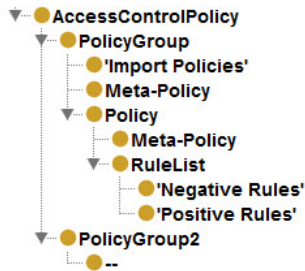 AccessControlPolicy
PolicyGroup
'Import Policies'
Meta-Policy
Policy
Meta-Policy
RuleList
'Negative Rules'
'Positive Rules'
PolicyGroup2
--